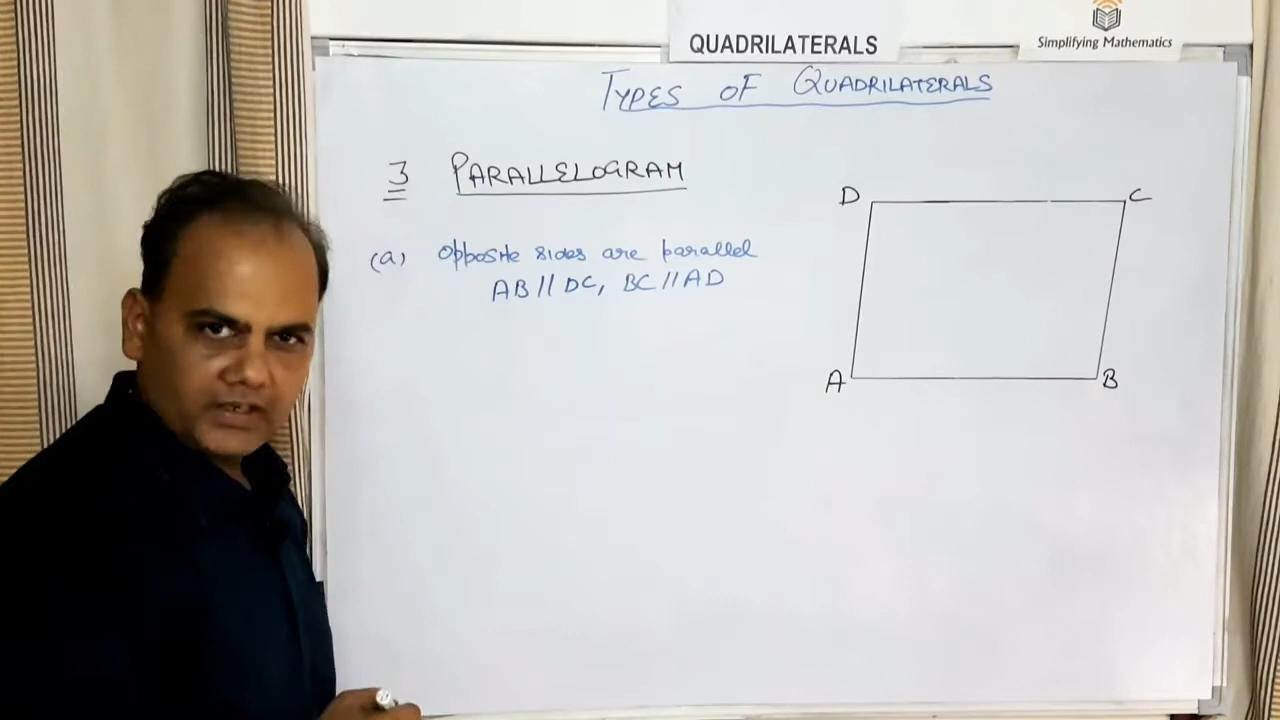 QUADRILATERALS
Simplifying Mathematics
TYPES OF QUADRILATERALS
3 PARALLELOGRAM
D
C
(a) Opposite sides are parallel
AB // DC, BC // AD
A
B